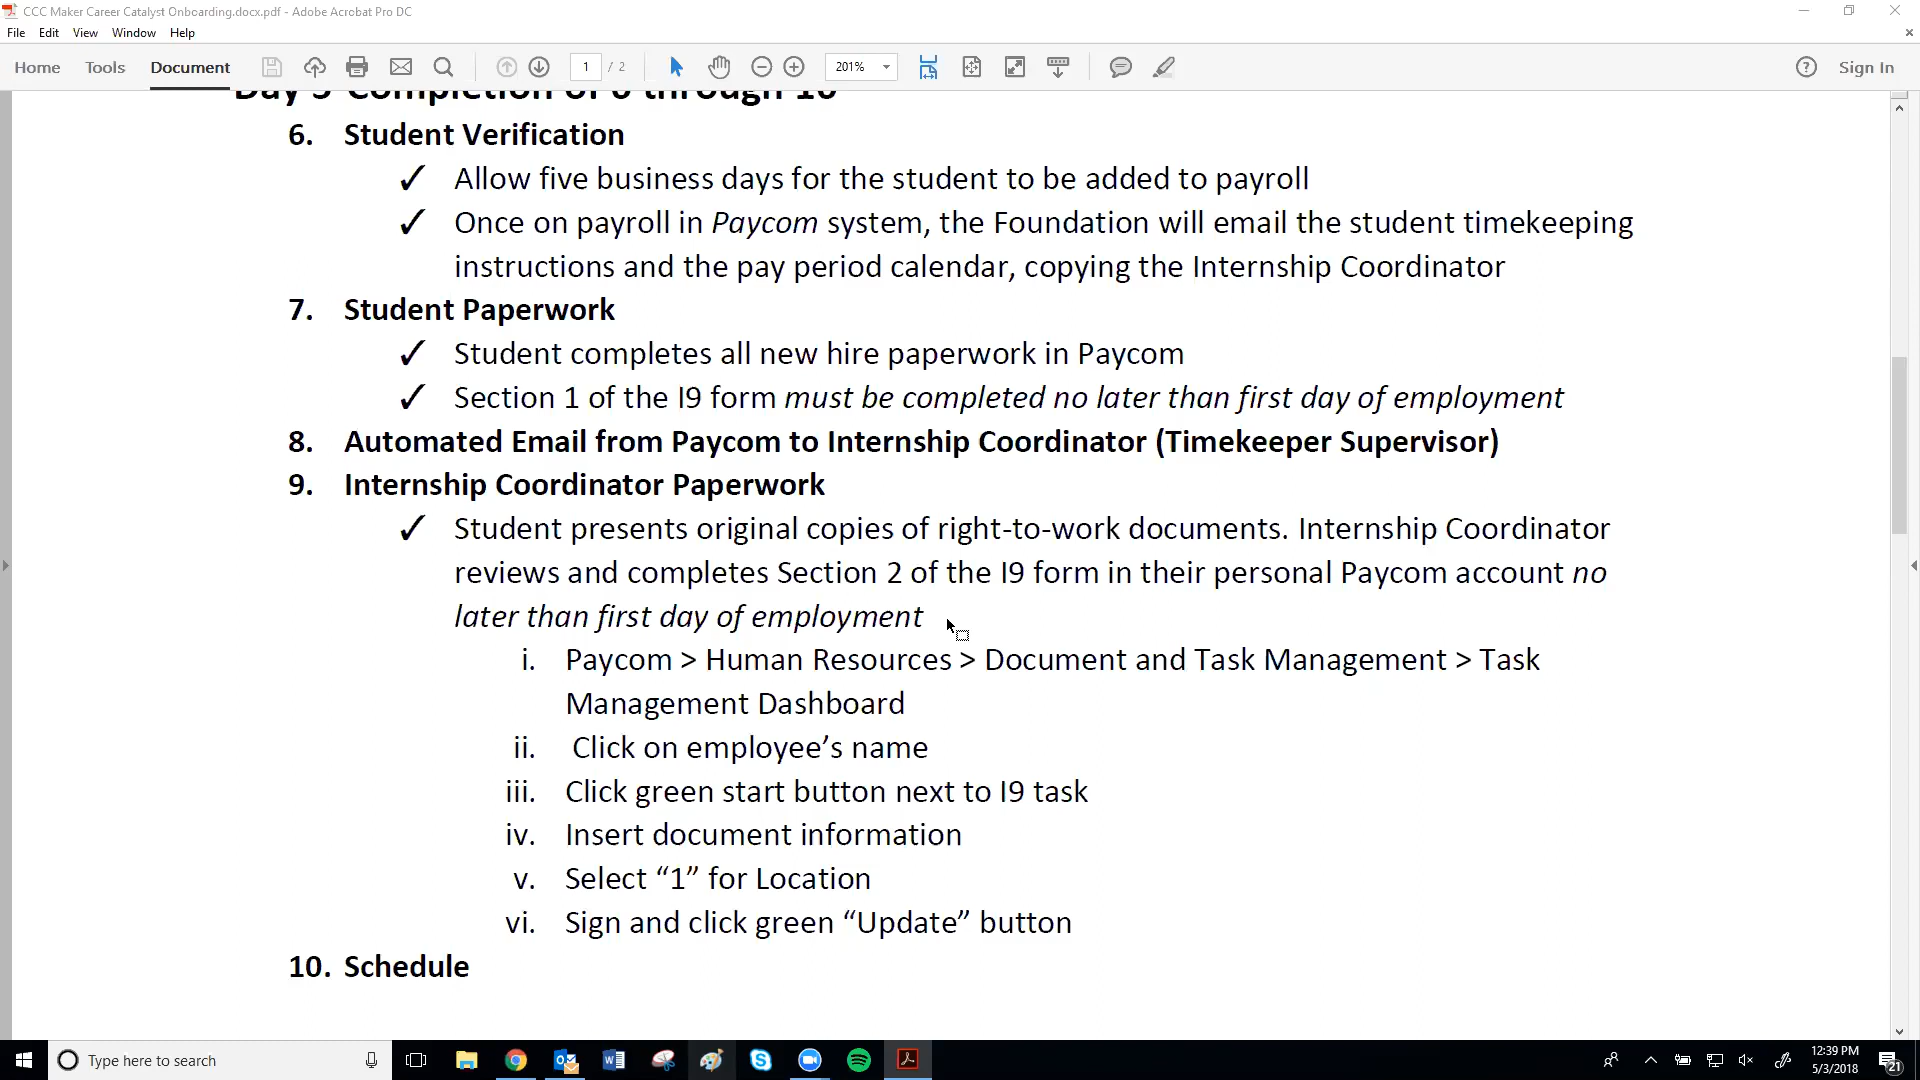 CCC Maker Career Catalyst Onboarding.docx.pdf - Adobe Acrobat Pro DC
File Edit View Window Help
Home Tools Document 1 / 2 201% Sign In
Day 5 Completion of 6 through 10
6. Student Verification
✓ Allow five business days for the student to be added to payroll
✓ Once on payroll in Paycom system, the Foundation will email the student timekeeping
instructions and the pay period calendar, copying the Internship Coordinator
7. Student Paperwork
✓ Student completes all new hire paperwork in Paycom
✓ Section 1 of the I9 form must be completed no later than first day of employment
8. Automated Email from Paycom to Internship Coordinator (Timekeeper Supervisor)
9. Internship Coordinator Paperwork
✓ Student presents original copies of right-to-work documents. Internship Coordinator
reviews and completes Section 2 of the I9 form in their personal Paycom account no
later than first day of employment
i. Paycom > Human Resources > Document and Task Management > Task
Management Dashboard
ii. Click on employee’s name
iii. Click green start button next to I9 task
iv. Insert document information
v. Select “1” for Location
vi. Sign and click green “Update” button
10. Schedule
Type here to search
12:39 PM
5/3/2018
21